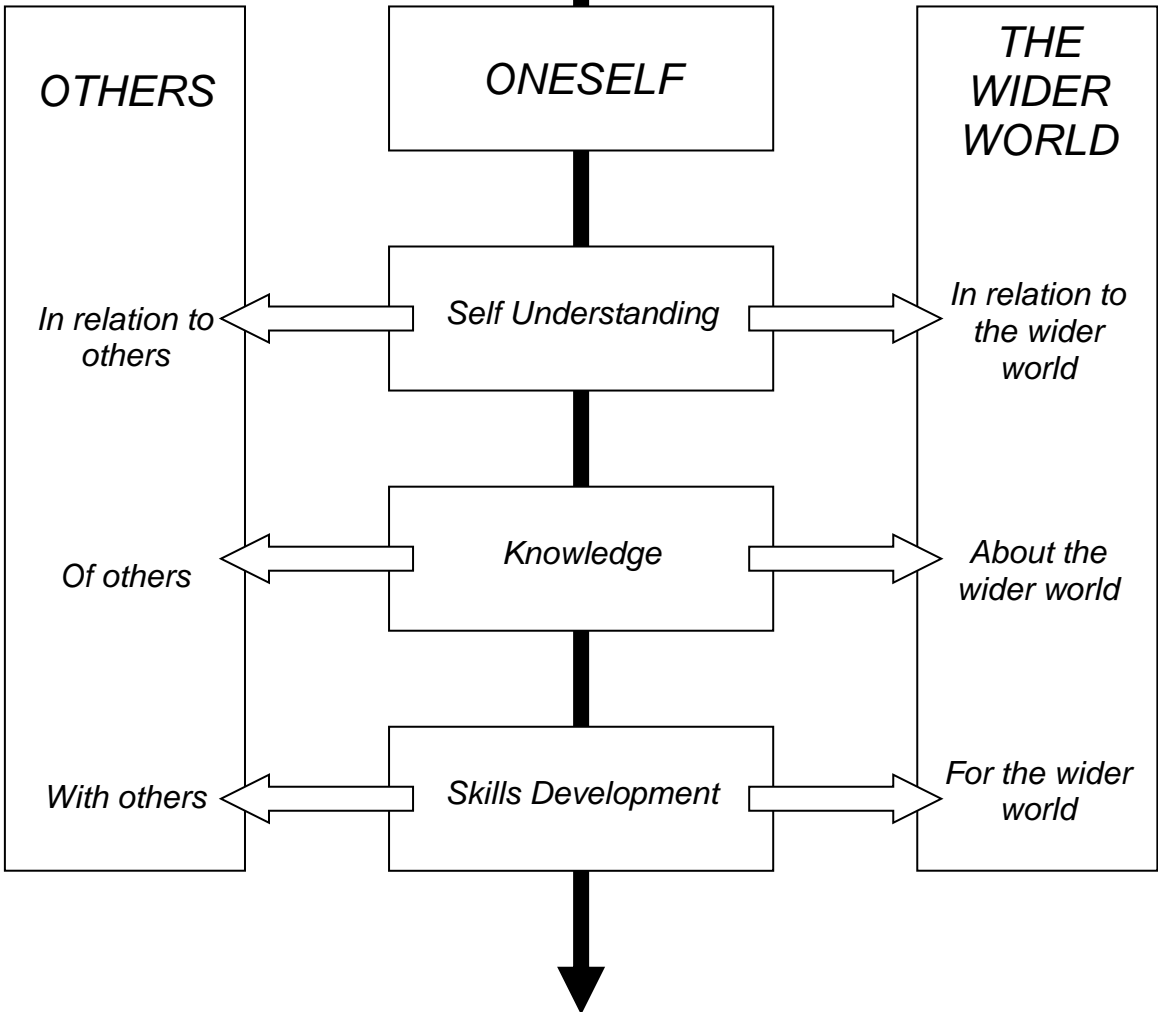 OTHERS
ONESELF
THE
WIDER
WORLD
In relation to
others
Self Understanding
In relation to
the wider
world
Of others
Knowledge
About the
wider world
With others
Skills Development
For the wider
world